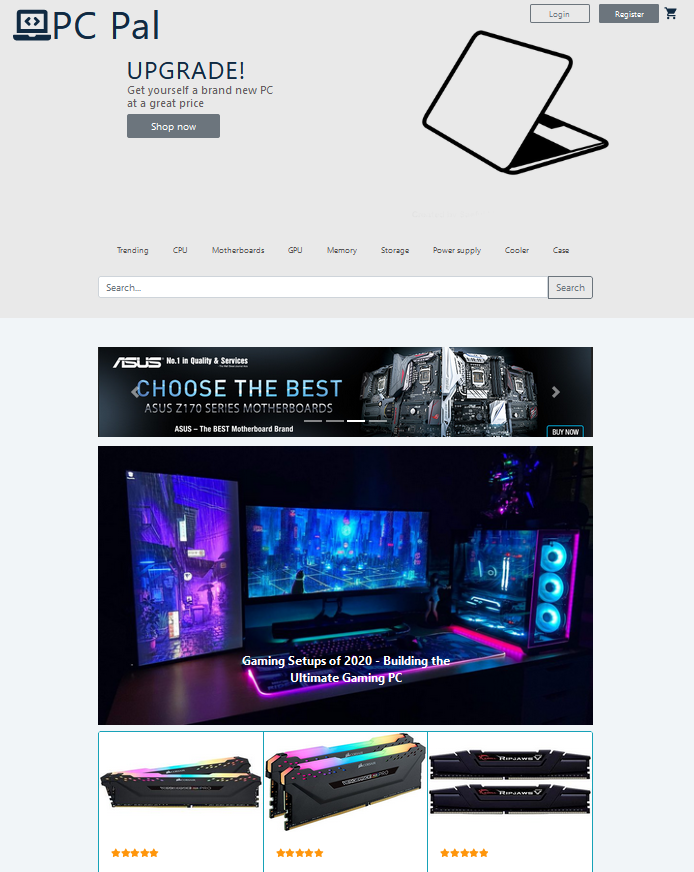 PC Pal
Login
Register
UPGRADE!
Get yourself a brand new PC
at a great price
Shop now
Trending
CPU
Motherboards
GPU
Memory
Storage
Power supply
Cooler
Case
Search...
Search
ASUS No.1 in Quality & Services
CHOOSE THE BEST
ASUS Z170 SERIES MOTHERBOARDS
ASUS – The BEST Motherboard Brand
BUY NOW
Gaming Setups of 2020 - Building the
Ultimate Gaming PC
RIPJAWS V
RIPJAWS V